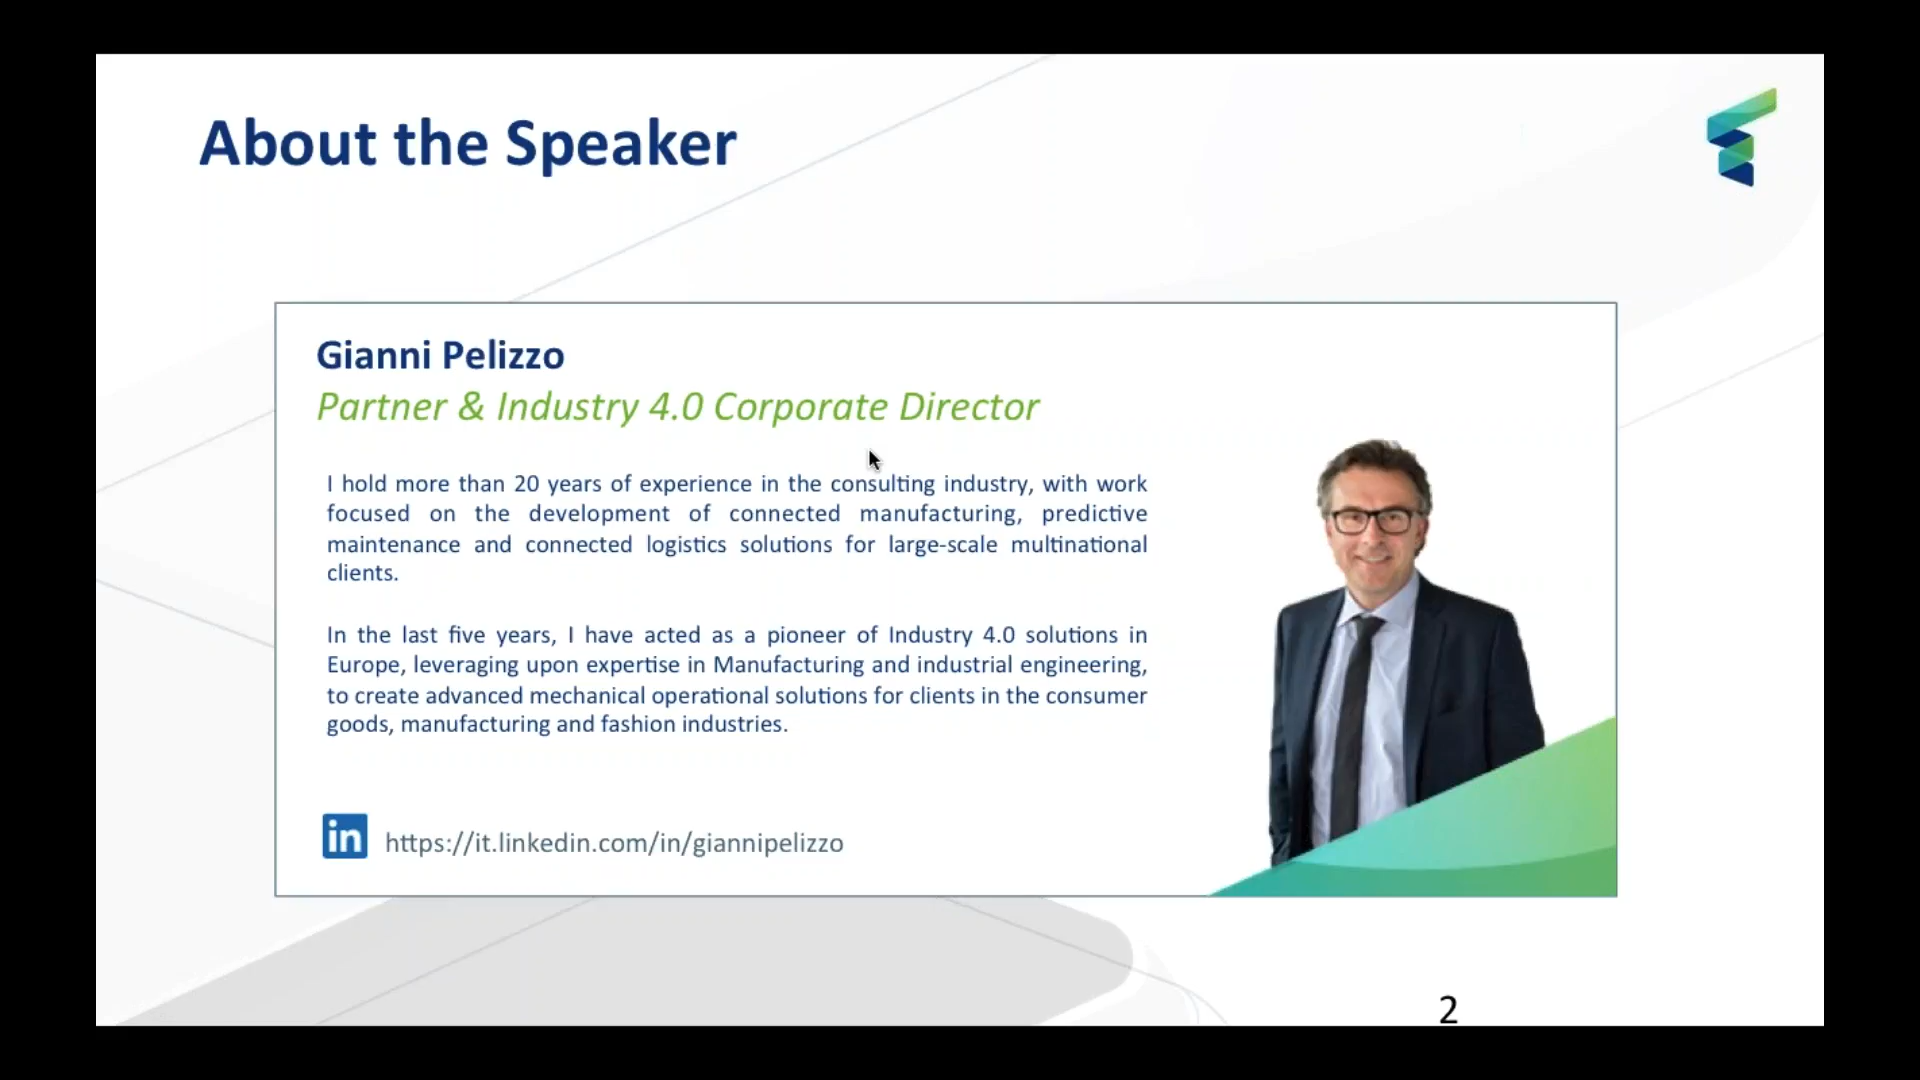 About the Speaker
Gianni Pelizzo
Partner & Industry 4.0 Corporate Director
I hold more than 20 years of experience in the consulting industry, with work
focused on the development of connected manufacturing, predictive
maintenance and connected logistics solutions for large-scale multinational
clients.
In the last five years, I have acted as a pioneer of Industry 4.0 solutions in
Europe, leveraging upon expertise in Manufacturing and industrial engineering,
to create advanced mechanical operational solutions for clients in the consumer
goods, manufacturing and fashion industries.
in https://it.linkedin.com/in/giannipelizzo
2